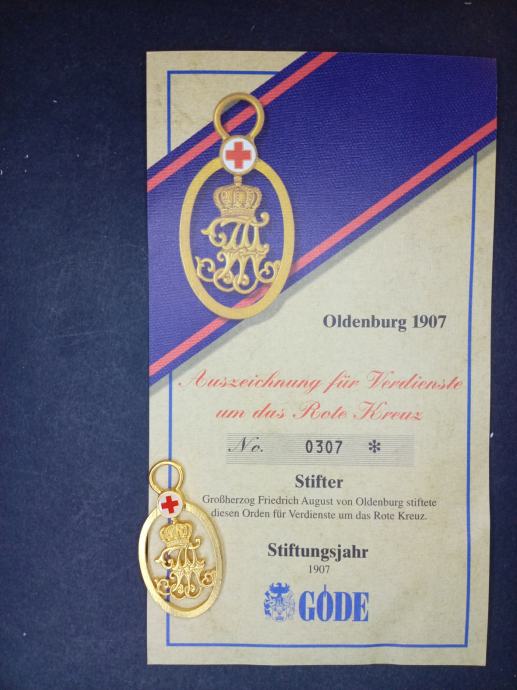 Oldenburg 1907
Auszeichnung für Verdienste
um das Rote Kreuz
No. 0307 *
Stifter
Großherzog Friedrich August von Oldenburg stiftete
diesen Orden für Verdienste um das Rote Kreuz.
Stiftungsjahr
1907
GÖDE